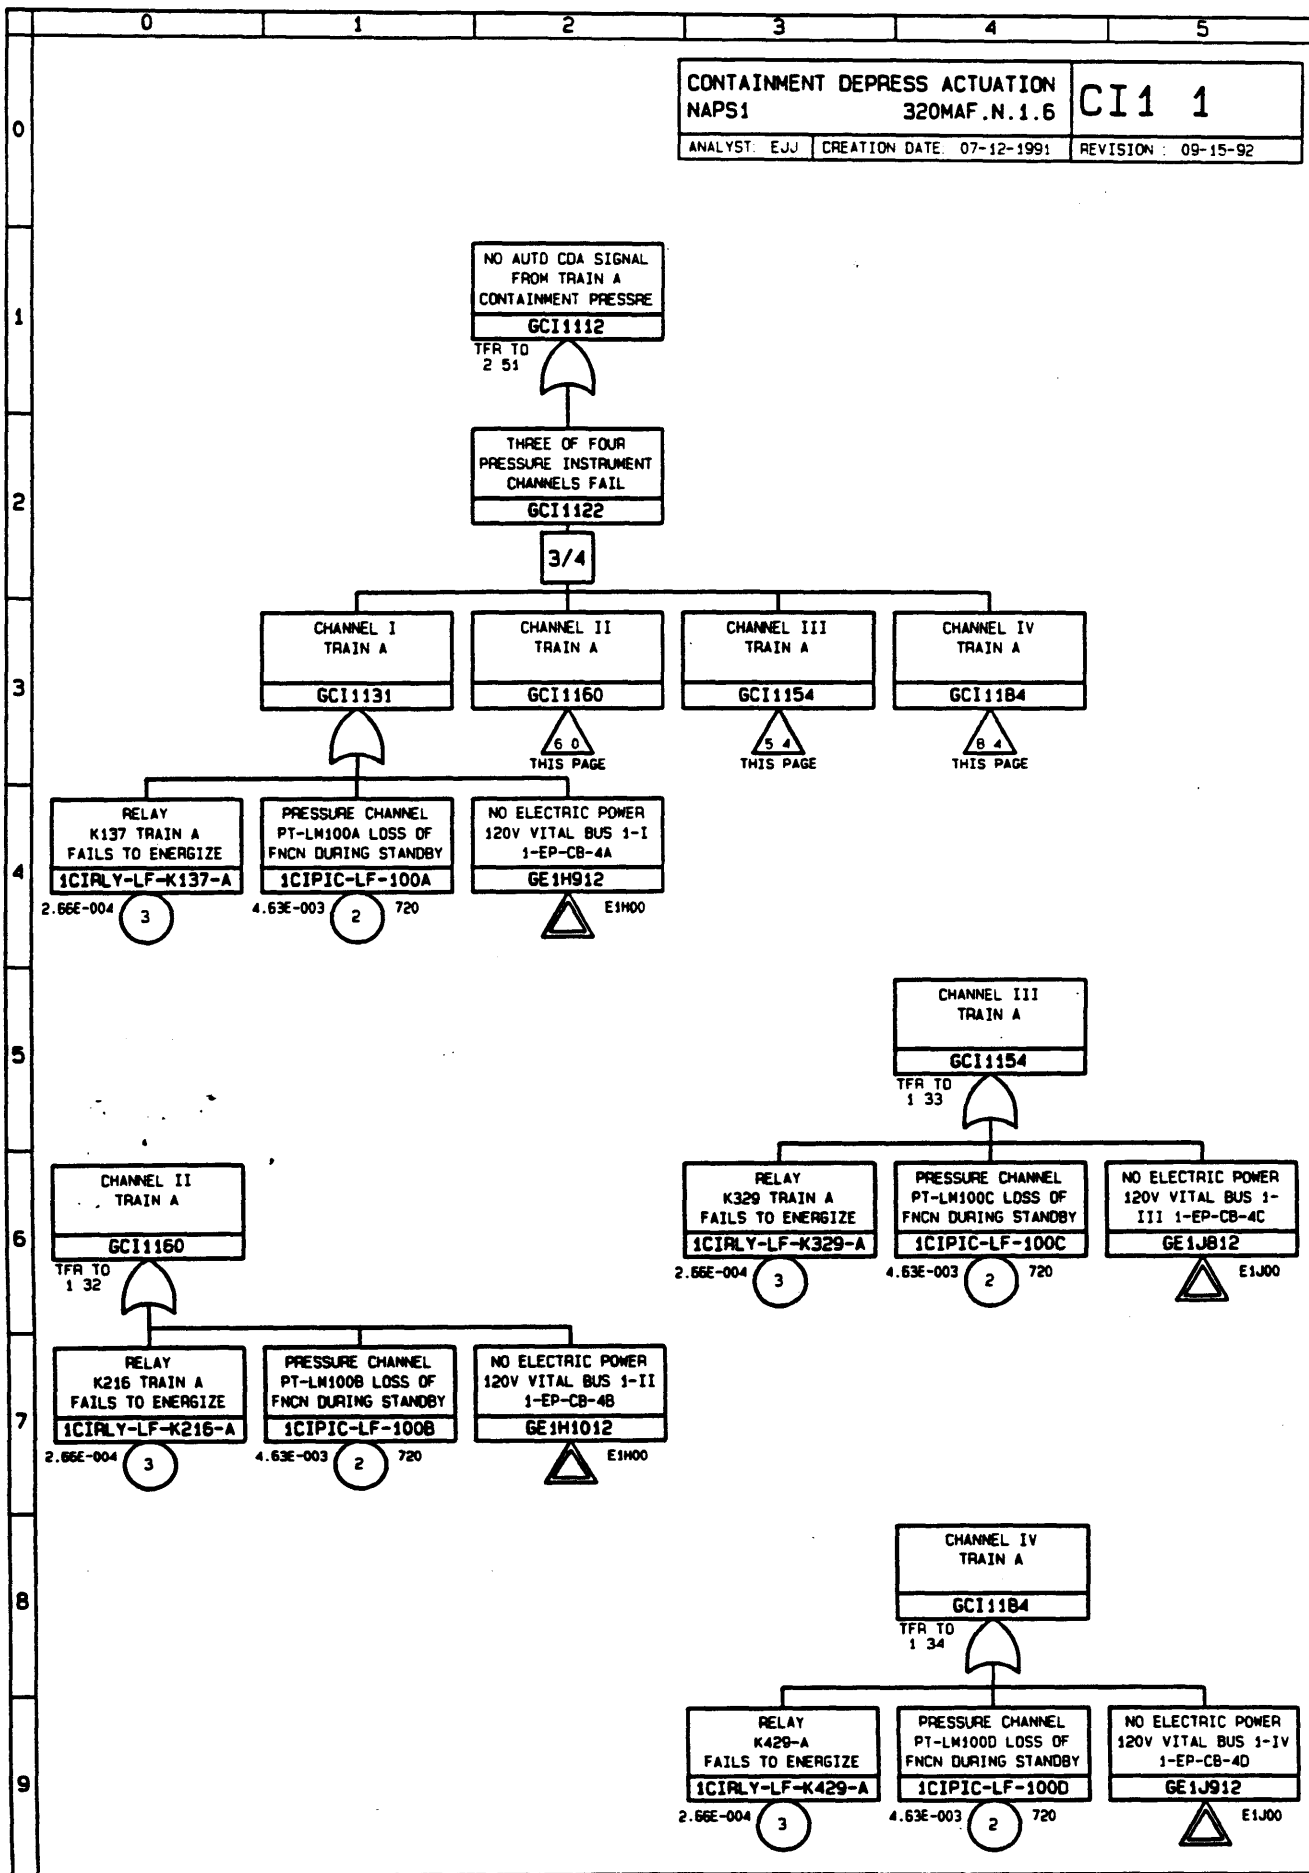 0 1 2 3 4 5
CONTAINMENT DEPRESS ACTUATION
NAPS1 320MAF.N.1.6
CI1 1
ANALYST: EJJ
CREATION DATE: 07-12-1991
REVISION : 09-15-92
0
NO AUTO CDA SIGNAL
FROM TRAIN A
CONTAINMENT PRESSRE
GCI1112
TFR TO
2 51
1
THREE OF FOUR
PRESSURE INSTRUMENT
CHANNELS FAIL
GCI1122
3/4
2
CHANNEL I
TRAIN A
GCI1131
CHANNEL II
TRAIN A
GCI1160
6 0
THIS PAGE
CHANNEL III
TRAIN A
GCI1154
5 4
THIS PAGE
CHANNEL IV
TRAIN A
GCI1184
8 4
THIS PAGE
3
RELAY
K137 TRAIN A
FAILS TO ENERGIZE
1CIRLY-LF-K137-A
2.66E-004
3
PRESSURE CHANNEL
PT-LM100A LOSS OF
FNCN DURING STANDBY
1CIPIC-LF-100A
4.63E-003
2
720
NO ELECTRIC POWER
120V VITAL BUS 1-I
1-EP-CB-4A
GE1H912
E1H00
4
CHANNEL III
TRAIN A
GCI1154
TFR TO
1 33
5
CHANNEL II
TRAIN A
GCI1160
TFR TO
1 32
RELAY
K329 TRAIN A
FAILS TO ENERGIZE
1CIRLY-LF-K329-A
2.66E-004
3
PRESSURE CHANNEL
PT-LM100C LOSS OF
FNCN DURING STANDBY
1CIPIC-LF-100C
4.63E-003
2
720
NO ELECTRIC POWER
120V VITAL BUS 1-
III 1-EP-CB-4C
GE1J812
E1J00
6
RELAY
K216 TRAIN A
FAILS TO ENERGIZE
1CIRLY-LF-K216-A
2.66E-004
3
PRESSURE CHANNEL
PT-LM100B LOSS OF
FNCN DURING STANDBY
1CIPIC-LF-100B
4.63E-003
2
720
NO ELECTRIC POWER
120V VITAL BUS 1-II
1-EP-CB-4B
GE1H1012
E1H00
7
CHANNEL IV
TRAIN A
GCI1184
TFR TO
1 34
8
RELAY
K429-A
FAILS TO ENERGIZE
1CIRLY-LF-K429-A
2.66E-004
3
PRESSURE CHANNEL
PT-LM100D LOSS OF
FNCN DURING STANDBY
1CIPIC-LF-100D
4.63E-003
2
720
NO ELECTRIC POWER
120V VITAL BUS 1-IV
1-EP-CB-4D
GE1J912
E1J00
9